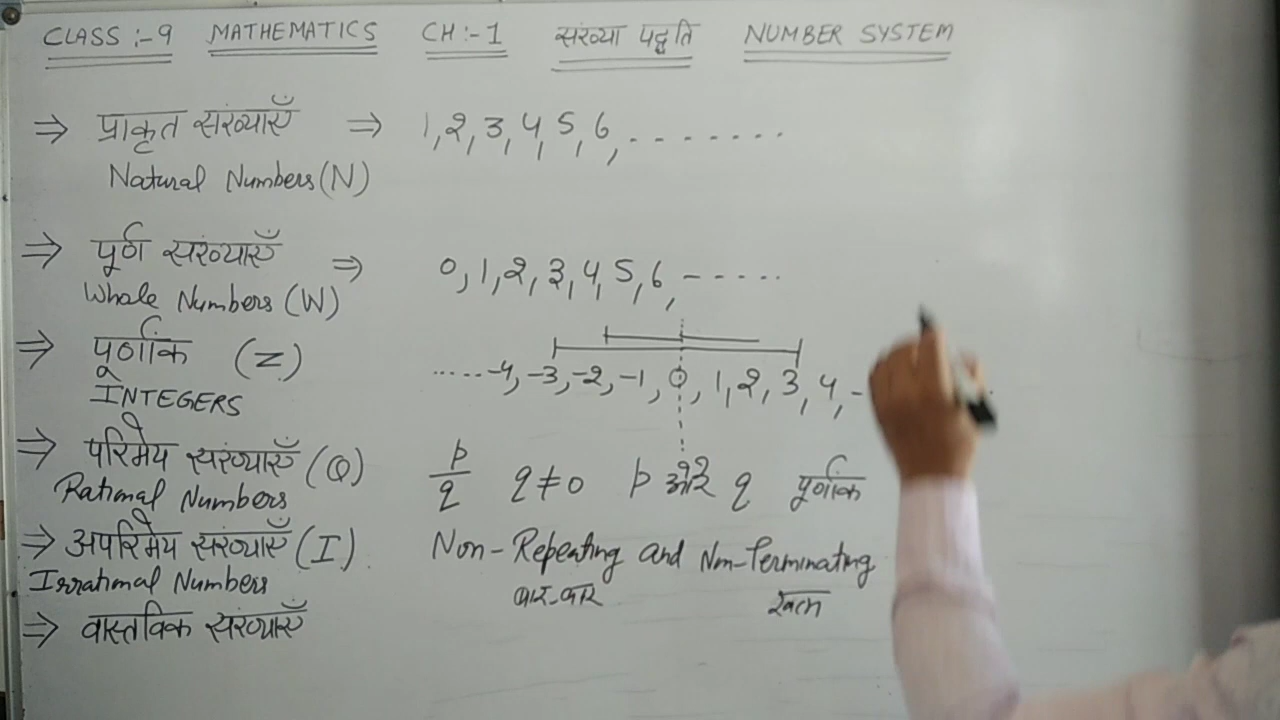 CLASS :- 9 MATHEMATICS CH :- 1 संख्या पद्धति NUMBER SYSTEM
⇒ प्राकृत संख्याएँ ⇒ 1, 2, 3, 4, 5, 6, - - - - - - - -
Natural Numbers (N)
⇒ पूर्ण संख्याएँ ⇒ 0, 1, 2, 3, 4, 5, 6, - - - - -
Whole Numbers (W)
⇒ पूर्णांक (Z) ..... -4, -3, -2, -1, 0, 1, 2, 3, 4, -
INTEGERS
⇒ परिमेय संख्याएँ (Q) p/q q ≠ 0 p और q पूर्णांक
Rational Numbers
⇒ अपरिमेय संख्याएँ (I) Non-Repeating and Non-Terminating
Irrational Numbers बार-बार खत्म
⇒ वास्तविक संख्याएँ